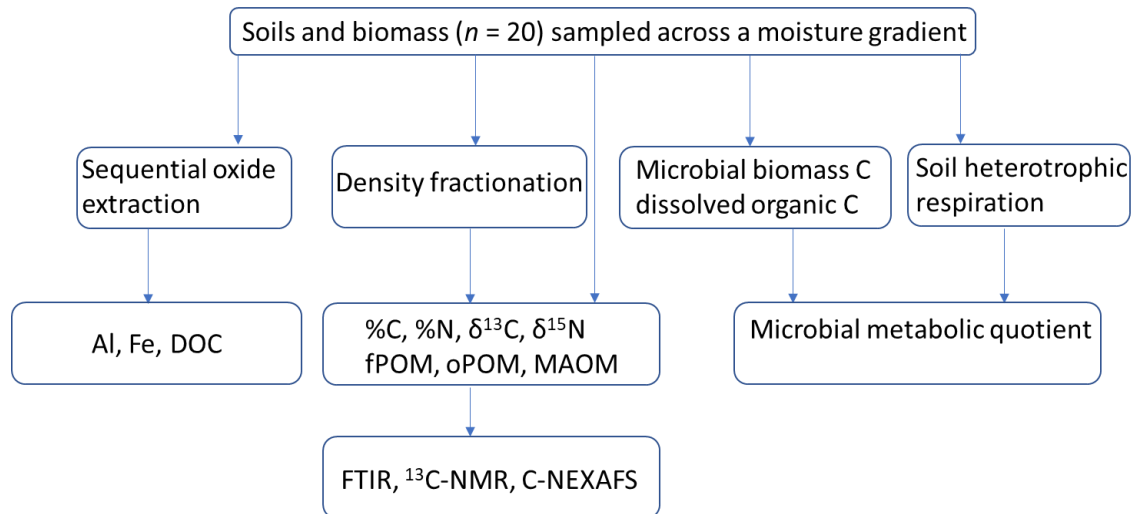 Soils and biomass (n = 20) sampled across a moisture gradient
Sequential oxide
extraction
Density fractionation
Microbial biomass C
dissolved organic C
Soil heterotrophic
respiration
Al, Fe, DOC
%C, %N, δ¹³C, δ¹⁵N
fPOM, oPOM, MAOM
Microbial metabolic quotient
FTIR, ¹³C-NMR, C-NEXAFS